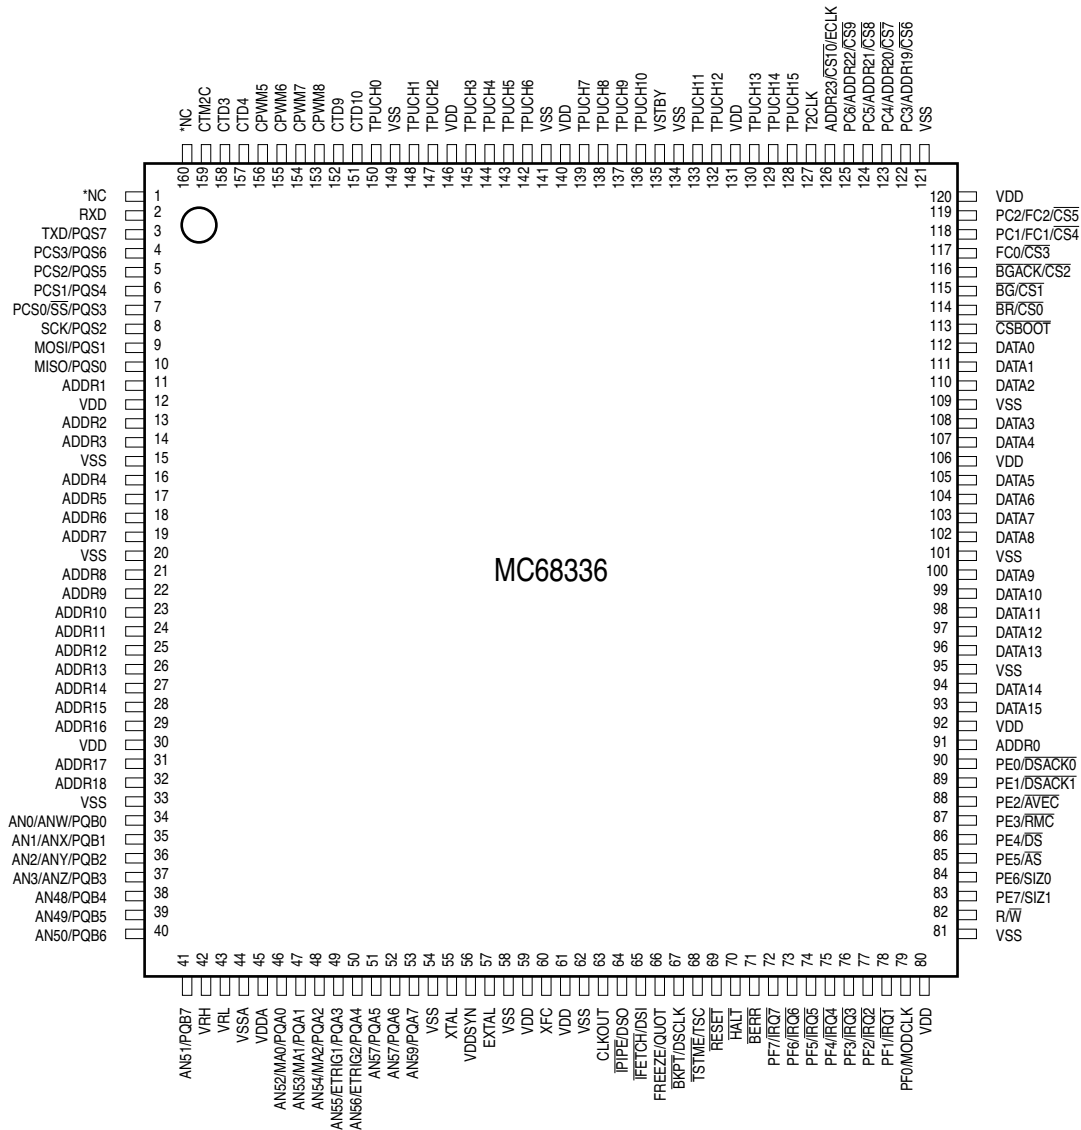 *NC 160
CTM2C 159
CTD3 158
CTD4 157
CPWM5 156
CPWM6 155
CPWM7 154
CPWM8 153
CTD9 152
CTD10 151
TPUCH0 150
VSS 149
TPUCH1 148
TPUCH2 147
VDD 146
TPUCH3 145
TPUCH4 144
TPUCH5 143
TPUCH6 142
VSS 141
VDD 140
TPUCH7 139
TPUCH8 138
TPUCH9 137
TPUCH10 136
VSTBY 135
VSS 134
TPUCH11 133
TPUCH12 132
VDD 131
TPUCH13 130
TPUCH14 129
TPUCH15 128
T2CLK 127
ADDR23/CS10/ECLK 126
PC6/ADDR22/CS9 125
PC5/ADDR21/CS8 124
PC4/ADDR20/CS7 123
PC3/ADDR19/CS6 122
VSS 121
*NC 1
RXD 2
TXD/PQS7 3
PCS3/PQS6 4
PCS2/PQS5 5
PCS1/PQS4 6
PCS0/SS/PQS3 7
SCK/PQS2 8
MOSI/PQS1 9
MISO/PQS0 10
ADDR1 11
VDD 12
ADDR2 13
ADDR3 14
VSS 15
ADDR4 16
ADDR5 17
ADDR6 18
ADDR7 19
VSS 20
ADDR8 21
ADDR9 22
ADDR10 23
ADDR11 24
ADDR12 25
ADDR13 26
ADDR14 27
ADDR15 28
ADDR16 29
VDD 30
ADDR17 31
ADDR18 32
VSS 33
AN0/ANW/PQB0 34
AN1/ANX/PQB1 35
AN2/ANY/PQB2 36
AN3/ANZ/PQB3 37
AN48/PQB4 38
AN49/PQB5 39
AN50/PQB6 40
MC68336
120 VDD
119 PC2/FC2/CS5
118 PC1/FC1/CS4
117 FC0/CS3
116 BGACK/CS2
115 BG/CS1
114 BR/CS0
113 CSBOOT
112 DATA0
111 DATA1
110 DATA2
109 VSS
108 DATA3
107 DATA4
106 VDD
105 DATA5
104 DATA6
103 DATA7
102 DATA8
101 VSS
100 DATA9
99 DATA10
98 DATA11
97 DATA12
96 DATA13
95 VSS
94 DATA14
93 DATA15
92 VDD
91 ADDR0
90 PE0/DSACK0
89 PE1/DSACK1
88 PE2/AVEC
87 PE3/RMC
86 PE4/DS
85 PE5/AS
84 PE6/SIZ0
83 PE7/SIZ1
82 R/W
81 VSS
41 AN51/PQB7
42 VRH
43 VRL
44 VSSA
45 VDDA
46 AN52/MA0/PQA0
47 AN53/MA1/PQA1
48 AN54/MA2/PQA2
49 AN55/ETRIG1/PQA3
50 AN56/ETRIG2/PQA4
51 AN57/PQA5
52 AN57/PQA6
53 AN59/PQA7
54 VSS
55 XTAL
56 VDDSYN
57 EXTAL
58 VSS
59 VDD
60 XFC
61 VDD
62 VSS
63 CLKOUT
64 IPIPE/DSO
65 IFETCH/DSI
66 FREEZE/QUOT
67 BKPT/DSCLK
68 TSTME/TSC
69 RESET
70 HALT
71 BERR
72 PF7/IRQ7
73 PF6/IRQ6
74 PF5/IRQ5
75 PF4/IRQ4
76 PF3/IRQ3
77 PF2/IRQ2
78 PF1/IRQ1
79 PF0/MODCLK
80 VDD